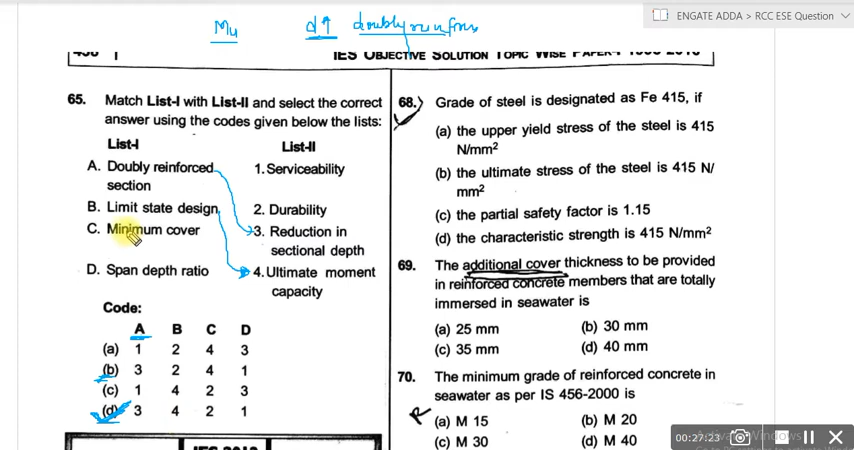 Mu d↑ doubly reinforce
ENGATE ADDA > RCC ESE Question
IES OBJECTIVE SOLUTION TOPIC WISE PAPER
65. Match List-I with List-II and select the correct
answer using the codes given below the lists:
List-I List-II
A. Doubly reinforced 1. Serviceability
section
B. Limit state design 2. Durability
C. Minimum cover 3. Reduction in
sectional depth
D. Span depth ratio 4. Ultimate moment
capacity
Code:
A B C D
(a) 1 2 4 3
(b) 3 2 4 1
(c) 1 4 2 3
(d) 3 4 2 1
68. Grade of steel is designated as Fe 415, if
(a) the upper yield stress of the steel is 415
N/mm²
(b) the ultimate stress of the steel is 415 N/
mm²
(c) the partial safety factor is 1.15
(d) the characteristic strength is 415 N/mm²
69. The additional cover thickness to be provided
in reinforced concrete members that are totally
immersed in seawater is
(a) 25 mm (b) 30 mm
(c) 35 mm (d) 40 mm
70. The minimum grade of reinforced concrete in
seawater as per IS 456-2000 is
(a) M 15 (b) M 20
(c) M 30 (d) M 40
00:27:23